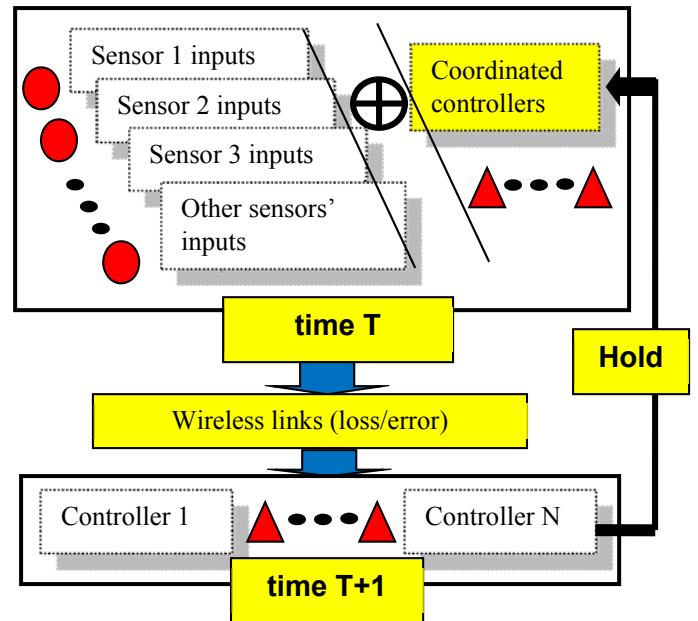 Sensor 1 inputs
Sensor 2 inputs
Sensor 3 inputs
Other sensors’
inputs
Coordinated
controllers
time T
Hold
Wireless links (loss/error)
Controller 1
Controller N
time T+1